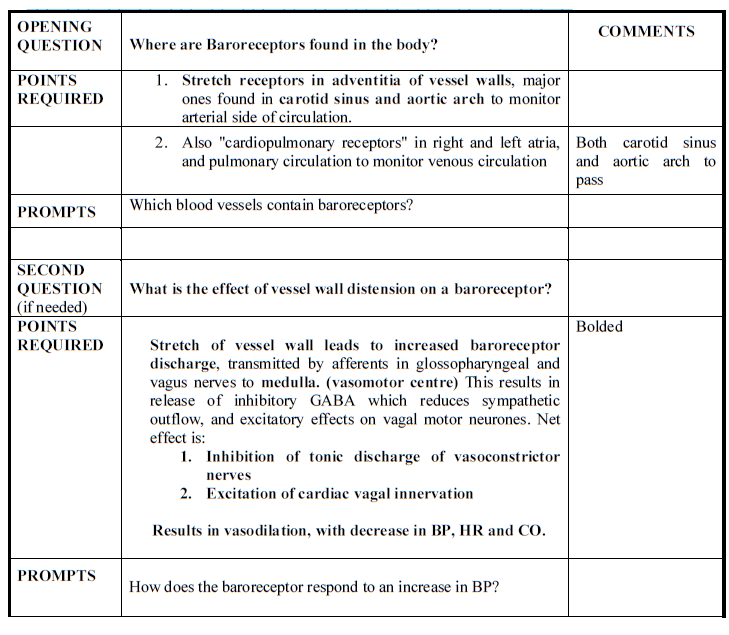 OPENING
QUESTION
Where are Baroreceptors found in the body?
COMMENTS
POINTS
REQUIRED
1. Stretch receptors in adventitia of vessel walls, major
ones found in carotid sinus and aortic arch to monitor
arterial side of circulation.
2. Also "cardiopulmonary receptors" in right and left atria,
and pulmonary circulation to monitor venous circulation
Both carotid sinus
and aortic arch to
pass
PROMPTS
Which blood vessels contain baroreceptors?
SECOND
QUESTION
(if needed)
What is the effect of vessel wall distension on a baroreceptor?
POINTS
REQUIRED
Stretch of vessel wall leads to increased baroreceptor
discharge, transmitted by afferents in glossopharyngeal and
vagus nerves to medulla. (vasomotor centre) This results in
release of inhibitory GABA which reduces sympathetic
outflow, and excitatory effects on vagal motor neurones. Net
effect is:
1. Inhibition of tonic discharge of vasoconstrictor
nerves
2. Excitation of cardiac vagal innervation
Results in vasodilation, with decrease in BP, HR and CO.
Bolded
PROMPTS
How does the baroreceptor respond to an increase in BP?